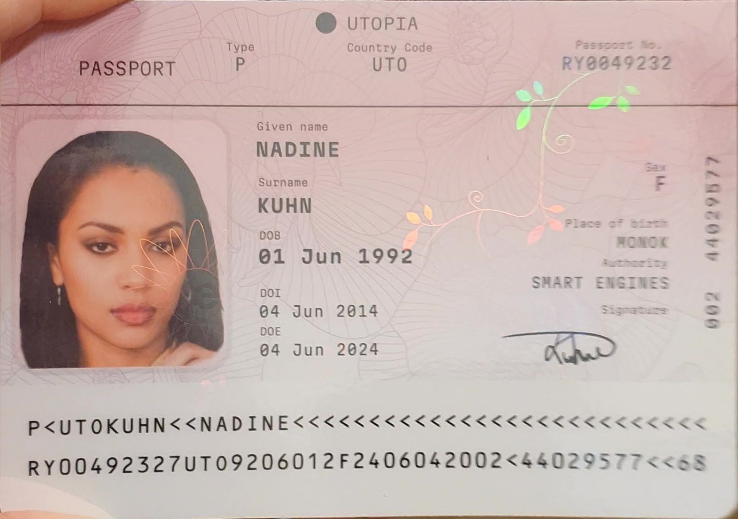 UTOPIA
PASSPORT
Type
P
Country Code
UTO
Passport No.
RY0049232
Given name
NADINE
Surname
KUHN
DOB
01 Jun 1992
DOI
04 Jun 2014
DOE
04 Jun 2024
Sex
F
Place of birth
MONOK
Authority
SMART ENGINES
Signature
002 44029577
P<UTOKUHN<<NADINE<<<<<<<<<<<<<<<<<<<<<<<<<<<
RY00492327UTO9206012F2406042002<44029577<<68